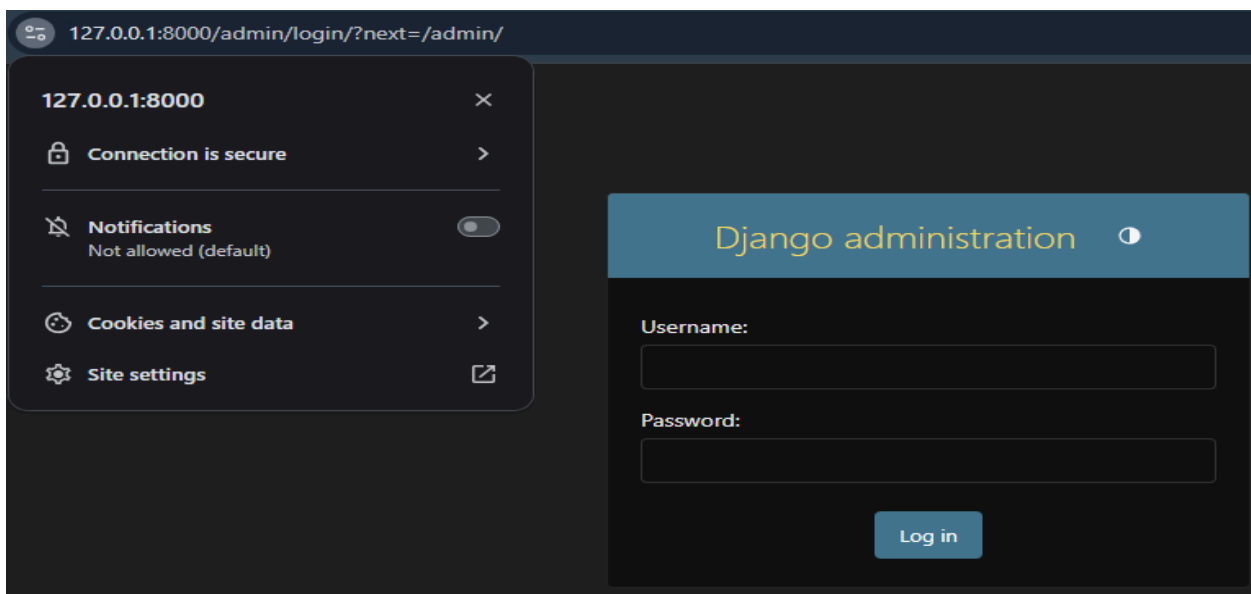 127.0.0.1:8000/admin/login/?next=/admin/
127.0.0.1:8000
Connection is secure
Notifications
Not allowed (default)
Cookies and site data
Site settings
Django administration
Username:
Password:
Log in